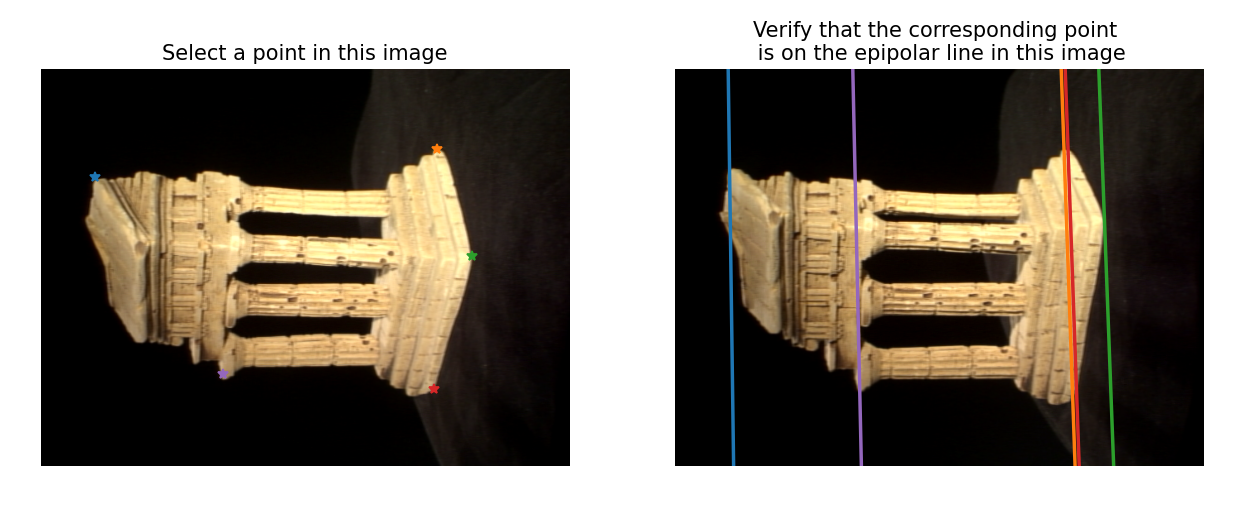 Select a point in this image
Verify that the corresponding point
is on the epipolar line in this image